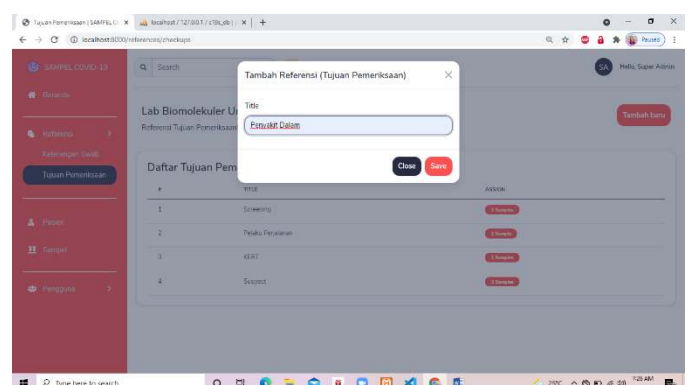 Tujuan Pemeriksaan | SAMPEL C
localhost / 127.0.0.1 / c19s_db |
localhost:8000/references/checkups
Paused
SAMPEL COVID-19
Search
Tambah Referensi (Tujuan Pemeriksaan)
SA
Hello, Super Admin
Beranda
Title
Lab Biomolekuler
Tambah baru
Referensi
Referensi Tujuan Pemeriksaan
Penyakit Dalam
Keterangan Swab
Tujuan Pemeriksaan
Daftar Tujuan Pem
Close
Save
#
TITLE
1
Screening
Pasien
2
Pelaku Perjalanan
Sampel
3
KERT
Pengguna
4
Suspect
Type here to search
25°C
7:25 AM